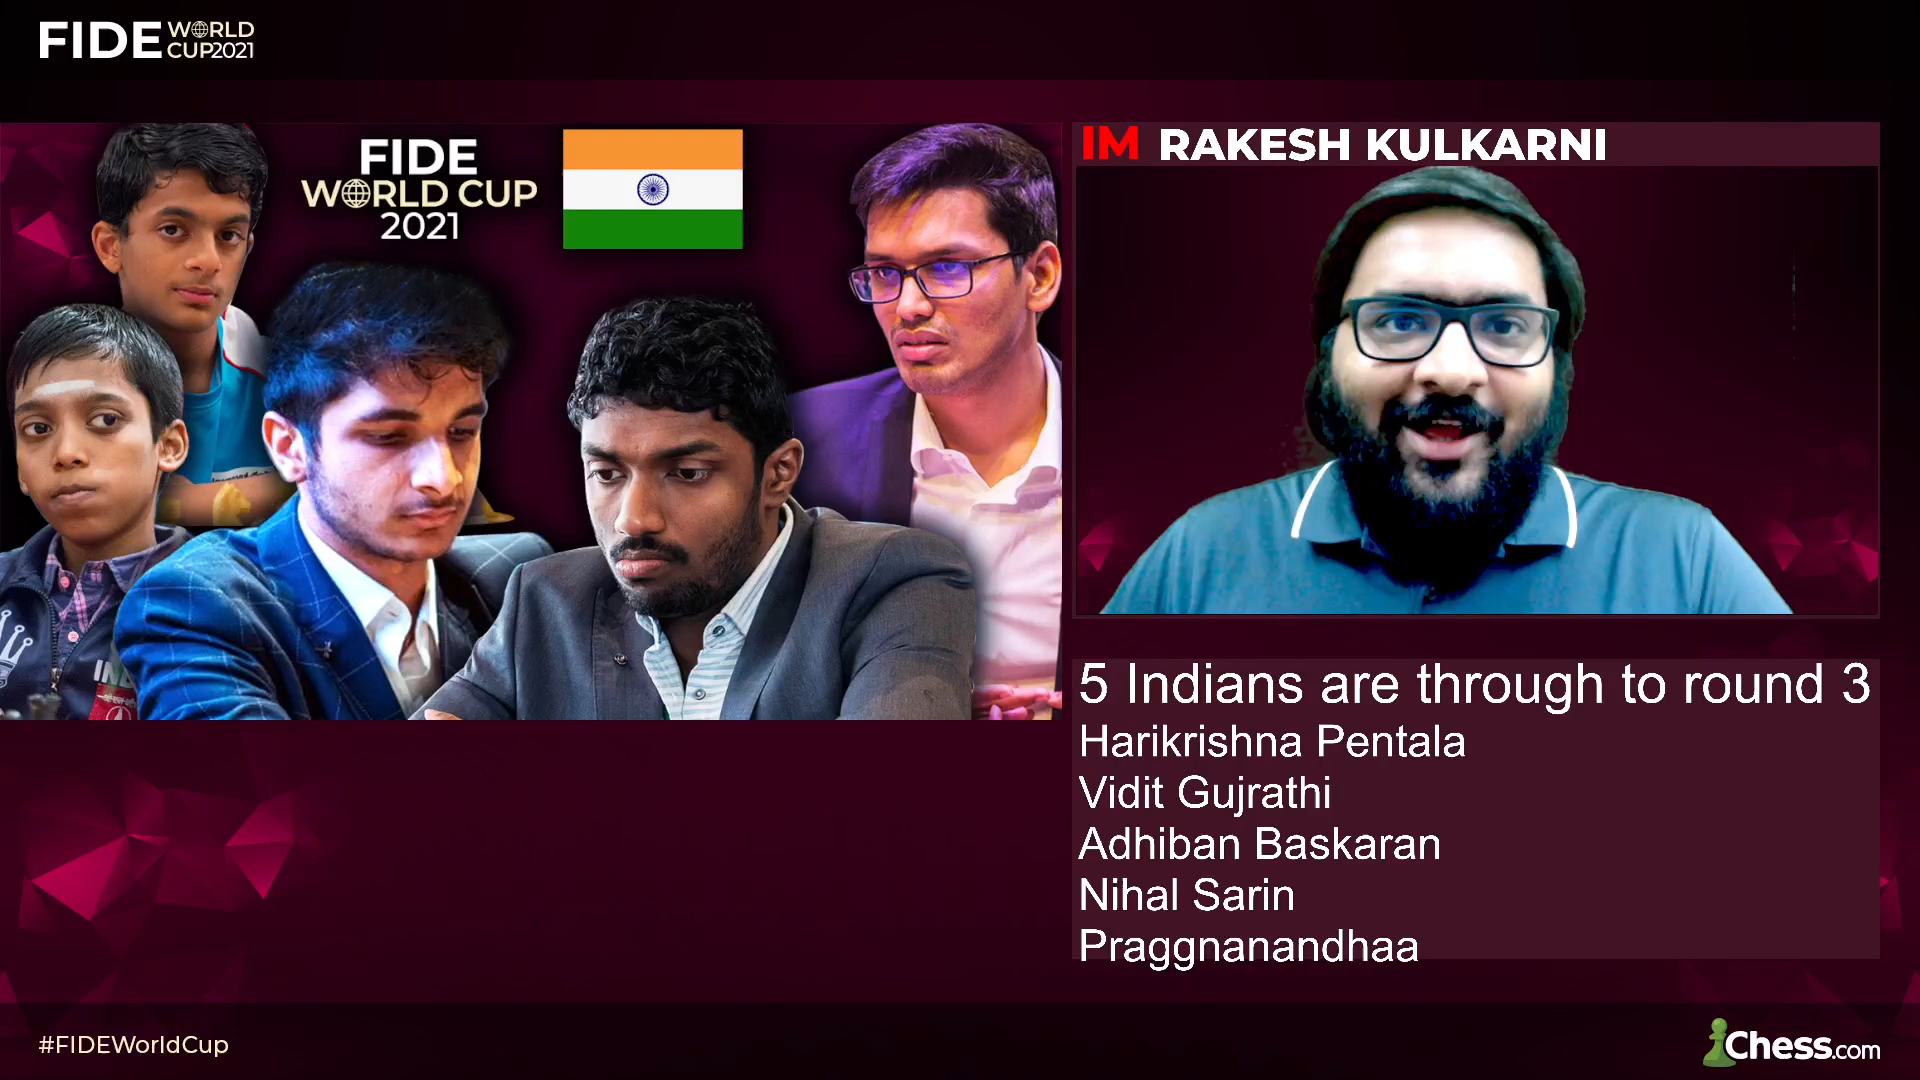 FIDE WORLD CUP2021
FIDE
WORLD CUP
2021
IM RAKESH KULKARNI
5 Indians are through to round 3
Harikrishna Pentala
Vidit Gujrathi
Adhiban Baskaran
Nihal Sarin
Praggnanandhaa
#FIDEWorldCup
Chess.com